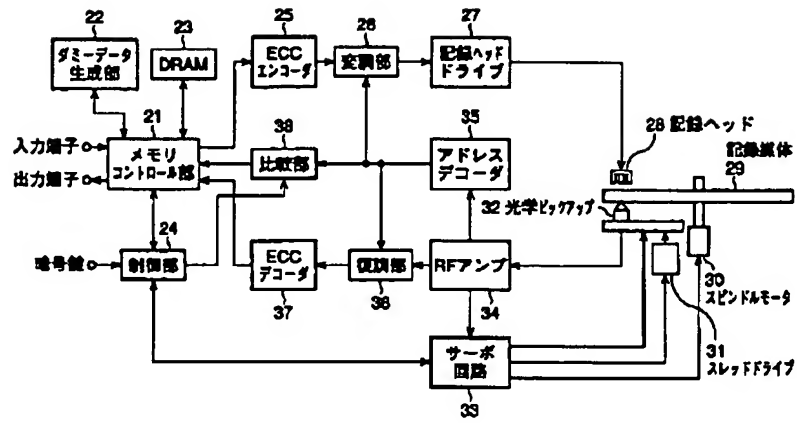 22
ダミーデータ
生成部
23
DRAM
25
ECC
エンコーダ
26
変調部
27
記録ヘッド
ドライブ
入力端子
出力端子
21
メモリ
コントロール部
38
比較部
35
アドレス
デコーダ
28 記録ヘッド
記録媒体
29
32 光学ピックアップ
暗号鍵
24
制御部
ECC
デコーダ
37
復調部
36
RFアンプ
34
30
スピンドルモータ
31
スレッドドライブ
サーボ
回路
33